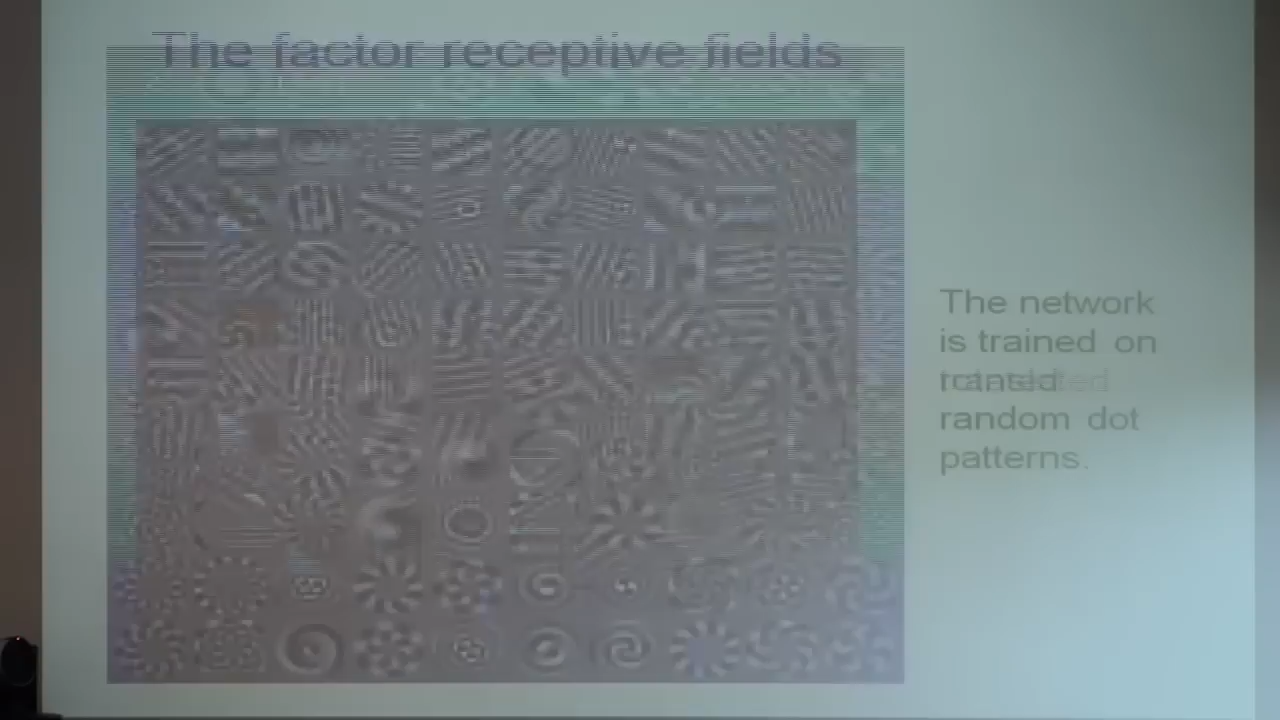 The factor receptive fields
The network
is trained on
random dot
patterns.